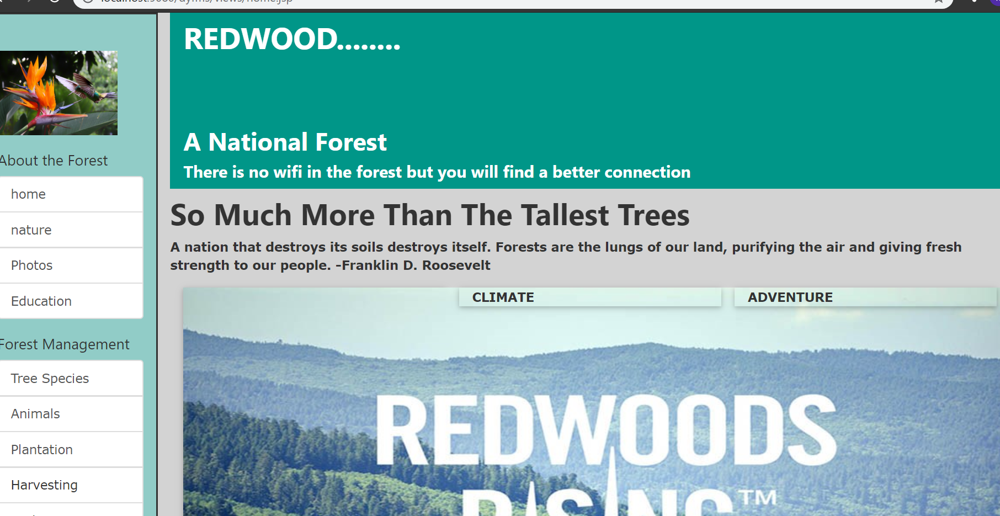 REDWOOD........
A National Forest
There is no wifi in the forest but you will find a better connection
About the Forest
home
nature
Photos
Education
Forest Management
Tree Species
Animals
Plantation
Harvesting
So Much More Than The Tallest Trees
A nation that destroys its soils destroys itself. Forests are the lungs of our land, purifying the air and giving fresh
strength to our people. -Franklin D. Roosevelt
CLIMATE
ADVENTURE
REDWOODS
RISING™